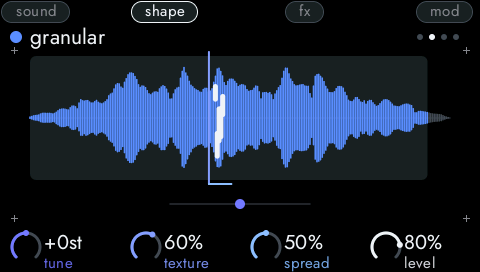 sound shape fx mod
granular
+0st 60% 50% 80%
tune texture spread level